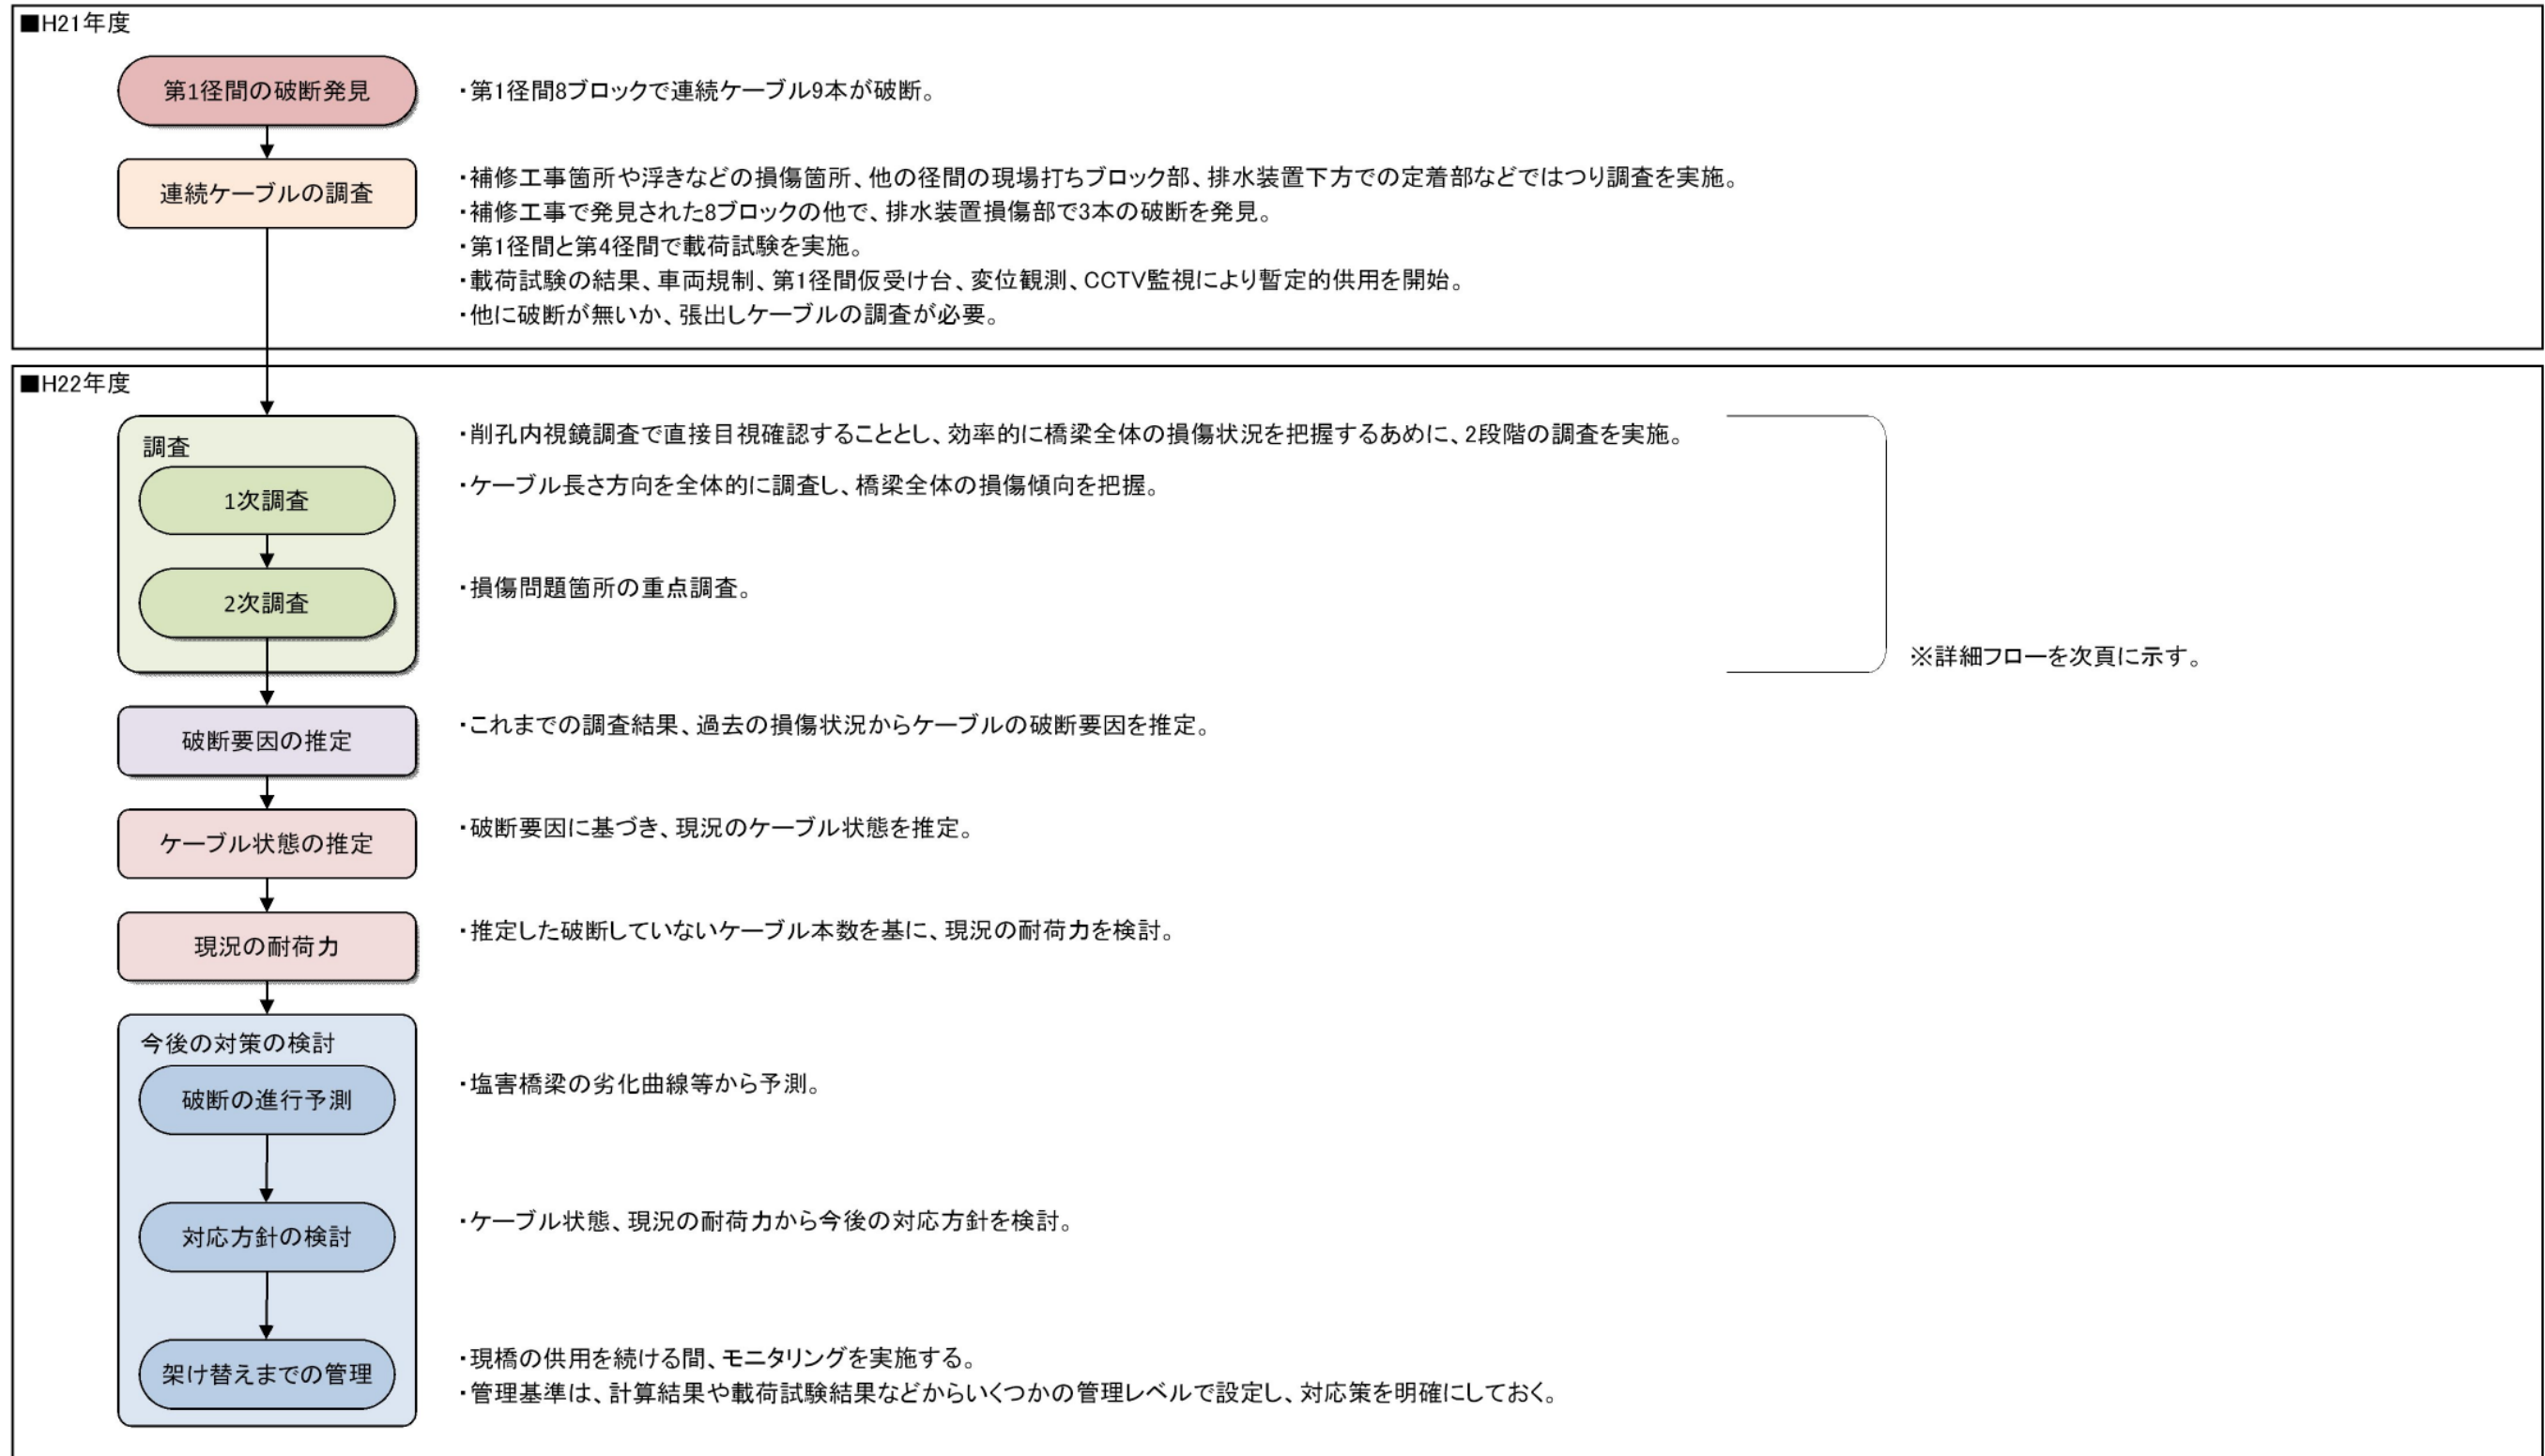 ■H21年度
第1径間の破断発見
・第1径間8ブロックで連続ケーブル9本が破断。
連続ケーブルの調査
・補修工事箇所や浮きなどの損傷箇所、他の径間の現場打ちブロック部、排水装置下方での定着部などではつり調査を実施。
・補修工事で発見された8ブロックの他で、排水装置損傷部で3本の破断を発見。
・第1径間と第4径間で載荷試験を実施。
・載荷試験の結果、車両規制、第1径間仮受け台、変位観測、CCTV監視により暫定的供用を開始。
・他に破断が無いか、張出しケーブルの調査が必要。
■H22年度
調査
・削孔内視鏡調査で直接目視確認することとし、効率的に橋梁全体の損傷状況を把握するあめに、2段階の調査を実施。
1次調査
・ケーブル長さ方向を全体的に調査し、橋梁全体の損傷傾向を把握。
2次調査
・損傷問題箇所の重点調査。
※詳細フローを次頁に示す。
破断要因の推定
・これまでの調査結果、過去の損傷状況からケーブルの破断要因を推定。
ケーブル状態の推定
・破断要因に基づき、現況のケーブル状態を推定。
現況の耐荷力
・推定した破断していないケーブル本数を基に、現況の耐荷力を検討。
今後の対策の検討
破断の進行予測
・塩害橋梁の劣化曲線等から予測。
対応方針の検討
・ケーブル状態、現況の耐荷力から今後の対応方針を検討。
架け替えまでの管理
・現橋の供用を続ける間、モニタリングを実施する。
・管理基準は、計算結果や載荷試験結果などからいくつかの管理レベルで設定し、対応策を明確にしておく。